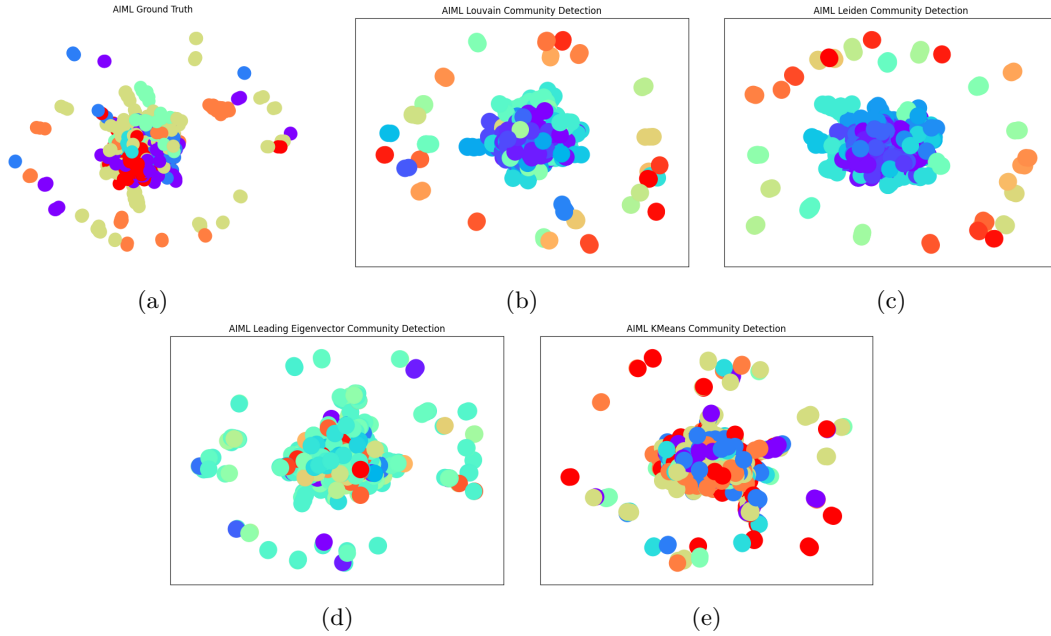 AIML Ground Truth
AIML Louvain Community Detection
AIML Leiden Community Detection
(a)
(b)
(c)
AIML Leading Eigenvector Community Detection
AIML KMeans Community Detection
(d)
(e)